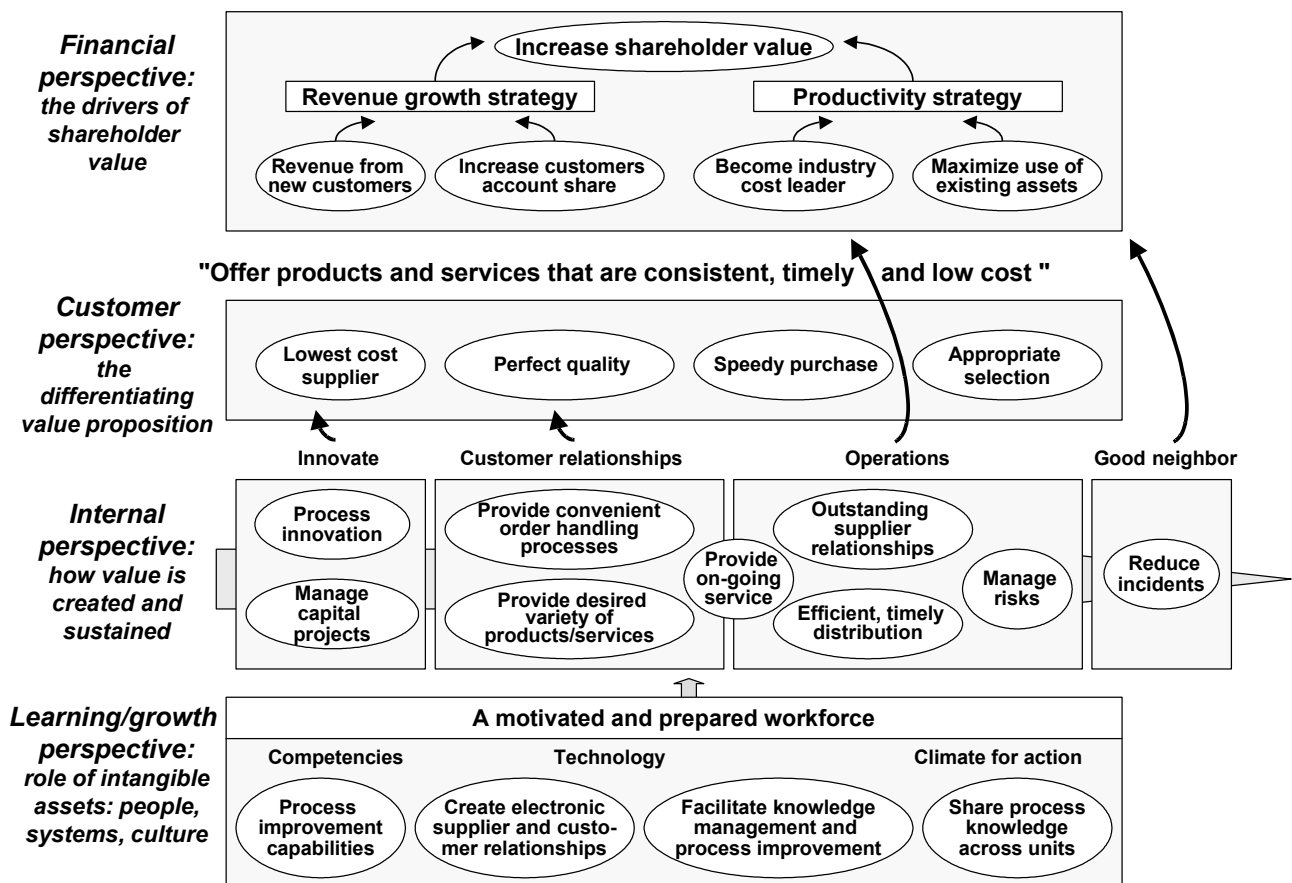 Financial
perspective:
the drivers of
shareholder
value
Increase shareholder value
Revenue growth strategy
Productivity strategy
Revenue from
new customers
Increase customers
account share
Become industry
cost leader
Maximize use of
existing assets
"Offer products and services that are consistent, timely and low cost "
Customer
perspective:
the
differentiating
value proposition
Lowest cost
supplier
Perfect quality
Speedy purchase
Appropriate
selection
Innovate
Customer relationships
Operations
Good neighbor
Internal
perspective:
how value is
created and
sustained
Process
innovation
Manage
capital
projects
Provide convenient
order handling
processes
Provide desired
variety of
products/services
Provide
on-going
service
Outstanding
supplier
relationships
Efficient, timely
distribution
Manage
risks
Reduce
incidents
Learning/growth
perspective:
role of intangible
assets: people,
systems, culture
A motivated and prepared workforce
Competencies
Technology
Climate for action
Process
improvement
capabilities
Create electronic
supplier and custo-
mer relationships
Facilitate knowledge
management and
process improvement
Share process
knowledge
across units